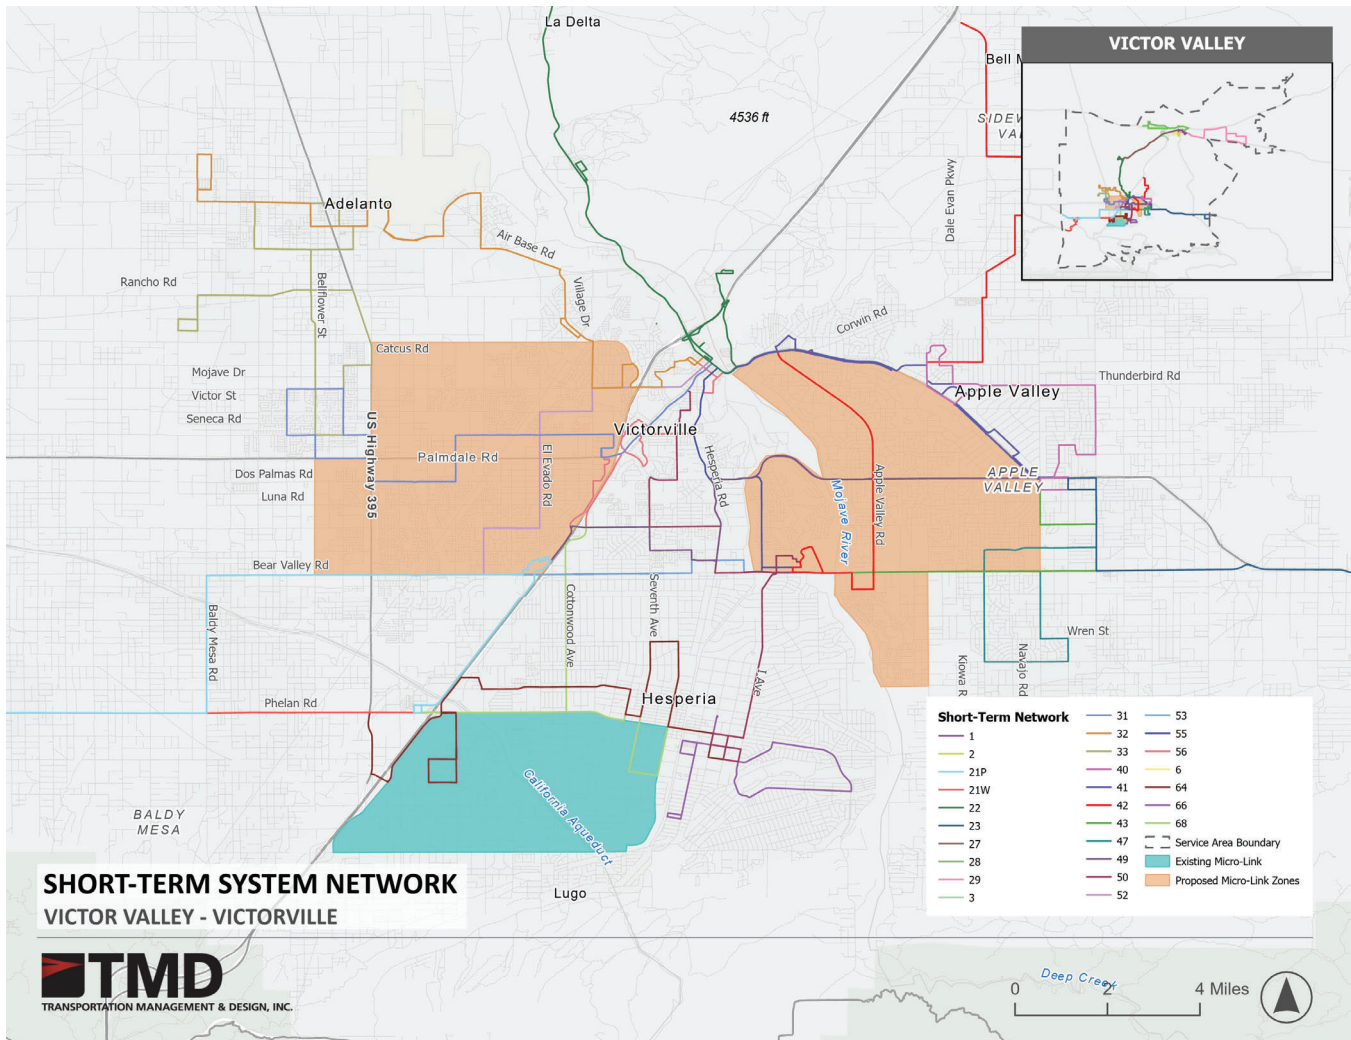 La Delta
VICTOR VALLEY
Bell M
4536 ft
SIDEW
VAL
Dale Evan Pkwy
Adelanto
Air Base Rd
Rancho Rd
Bellflower St
Village Dr
Corwin Rd
Catcus Rd
Mojave Dr
Victor St
Seneca Rd
Thunderbird Rd
Apple Valley
US Highway 395
Victorville
Palmdale Rd
El Evado Rd
Hesperia Rd
Dos Palmas Rd
Luna Rd
Mojave River
Apple Valley Rd
APPLE
VALLEY
Bear Valley Rd
Baldy Mesa Rd
Cottonwood Ave
Seventh Ave
I Ave
Wren St
Kiowa R
Navajo Rd
Phelan Rd
Hesperia
California Aqueduct
BALDY
MESA
Lugo
Short-Term Network
1
2
21P
21W
22
23
27
28
29
3
31
32
33
40
41
42
43
47
49
50
52
53
55
56
6
64
66
68
Service Area Boundary
Existing Micro-Link
Proposed Micro-Link Zones
SHORT-TERM SYSTEM NETWORK
VICTOR VALLEY - VICTORVILLE
TMD
TRANSPORTATION MANAGEMENT & DESIGN, INC.
Deep Creek
0 2 4 Miles